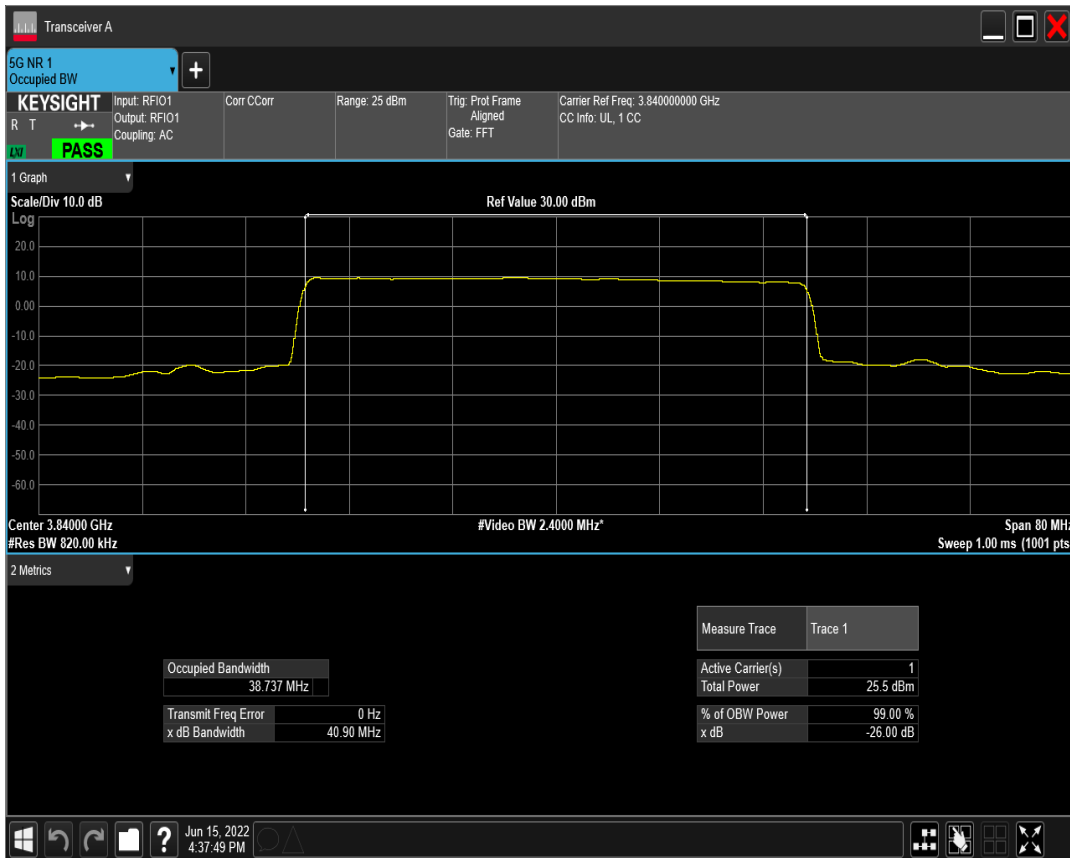 Transceiver A
5G NR 1
Occupied BW
+
KEYSIGHT
R T
LXI
PASS
Input: RFIO1
Output: RFIO1
Coupling: AC
Corr CCorr
Range: 25 dBm
Trig: Prot Frame
Aligned
Gate: FFT
Carrier Ref Freq: 3.840000000 GHz
CC Info: UL, 1 CC
1 Graph
Scale/Div 10.0 dB
Ref Value 30.00 dBm
Log
20.0
10.0
0.00
-10.0
-20.0
-30.0
-40.0
-50.0
-60.0
Center 3.84000 GHz
#Video BW 2.4000 MHz*
Span 80 MHz
#Res BW 820.00 kHz
Sweep 1.00 ms (1001 pts
2 Metrics
Measure Trace Trace 1
Occupied Bandwidth
38.737 MHz
Active Carrier(s) 1
Total Power 25.5 dBm
Transmit Freq Error 0 Hz
x dB Bandwidth 40.90 MHz
% of OBW Power 99.00 %
x dB -26.00 dB
?
Jun 15, 2022
4:37:49 PM